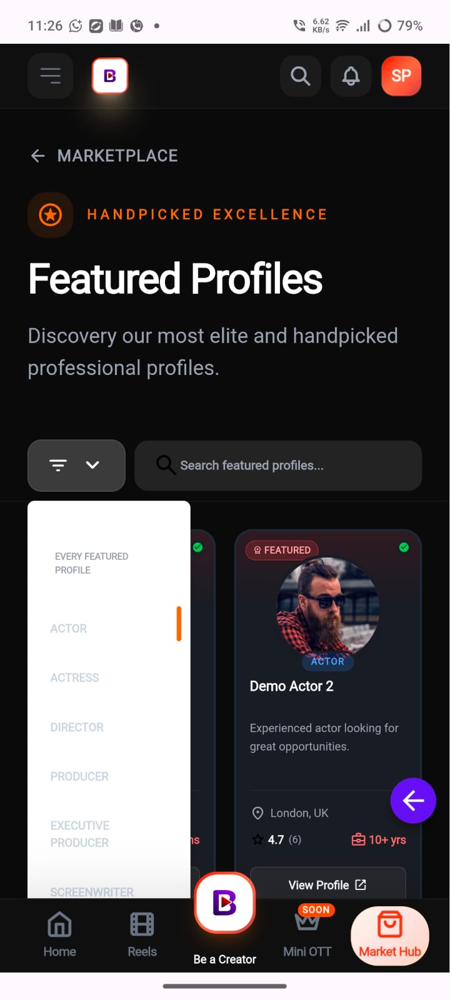 11:26
6.62
KB/s
79%
B
SP
MARKETPLACE
HANDPICKED EXCELLENCE
Featured Profiles
Discovery our most elite and handpicked
professional profiles.
Search featured profiles...
EVERY FEATURED
PROFILE
ACTOR
ACTRESS
DIRECTOR
PRODUCER
EXECUTIVE
PRODUCER
SCREENWRITER
FEATURED
ACTOR
Demo Actor 2
Experienced actor looking for
great opportunities.
London, UK
4.7 (6)
10+ yrs
View Profile
Home
Reels
B
Be a Creator
SOON
Mini OTT
Market Hub